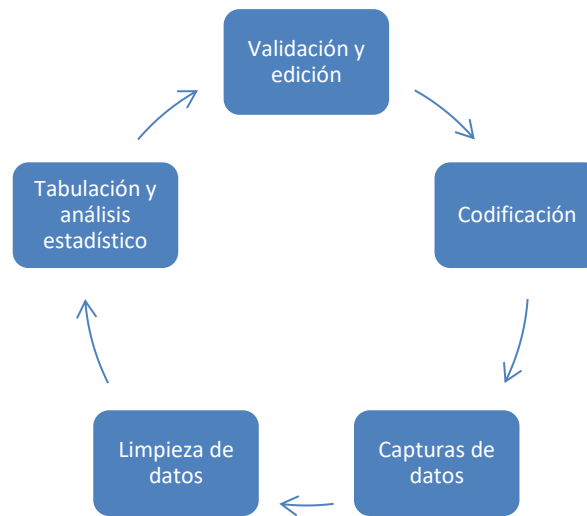 Validación y
edición
Codificación
Capturas de
datos
Limpieza de
datos
Tabulación y
análisis
estadístico